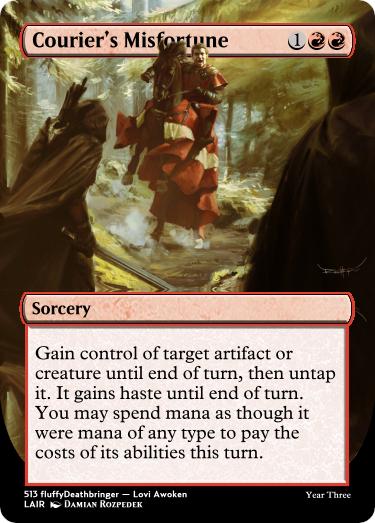 Courier's Misfortune 1
Sorcery
Gain control of target artifact or
creature until end of turn, then untap
it. It gains haste until end of turn.
You may spend mana as though it
were mana of any type to pay the
costs of its abilities this turn.
513 fluffyDeathbringer — Lovi Awoken
LAIR Damian Rozpedek Year Three